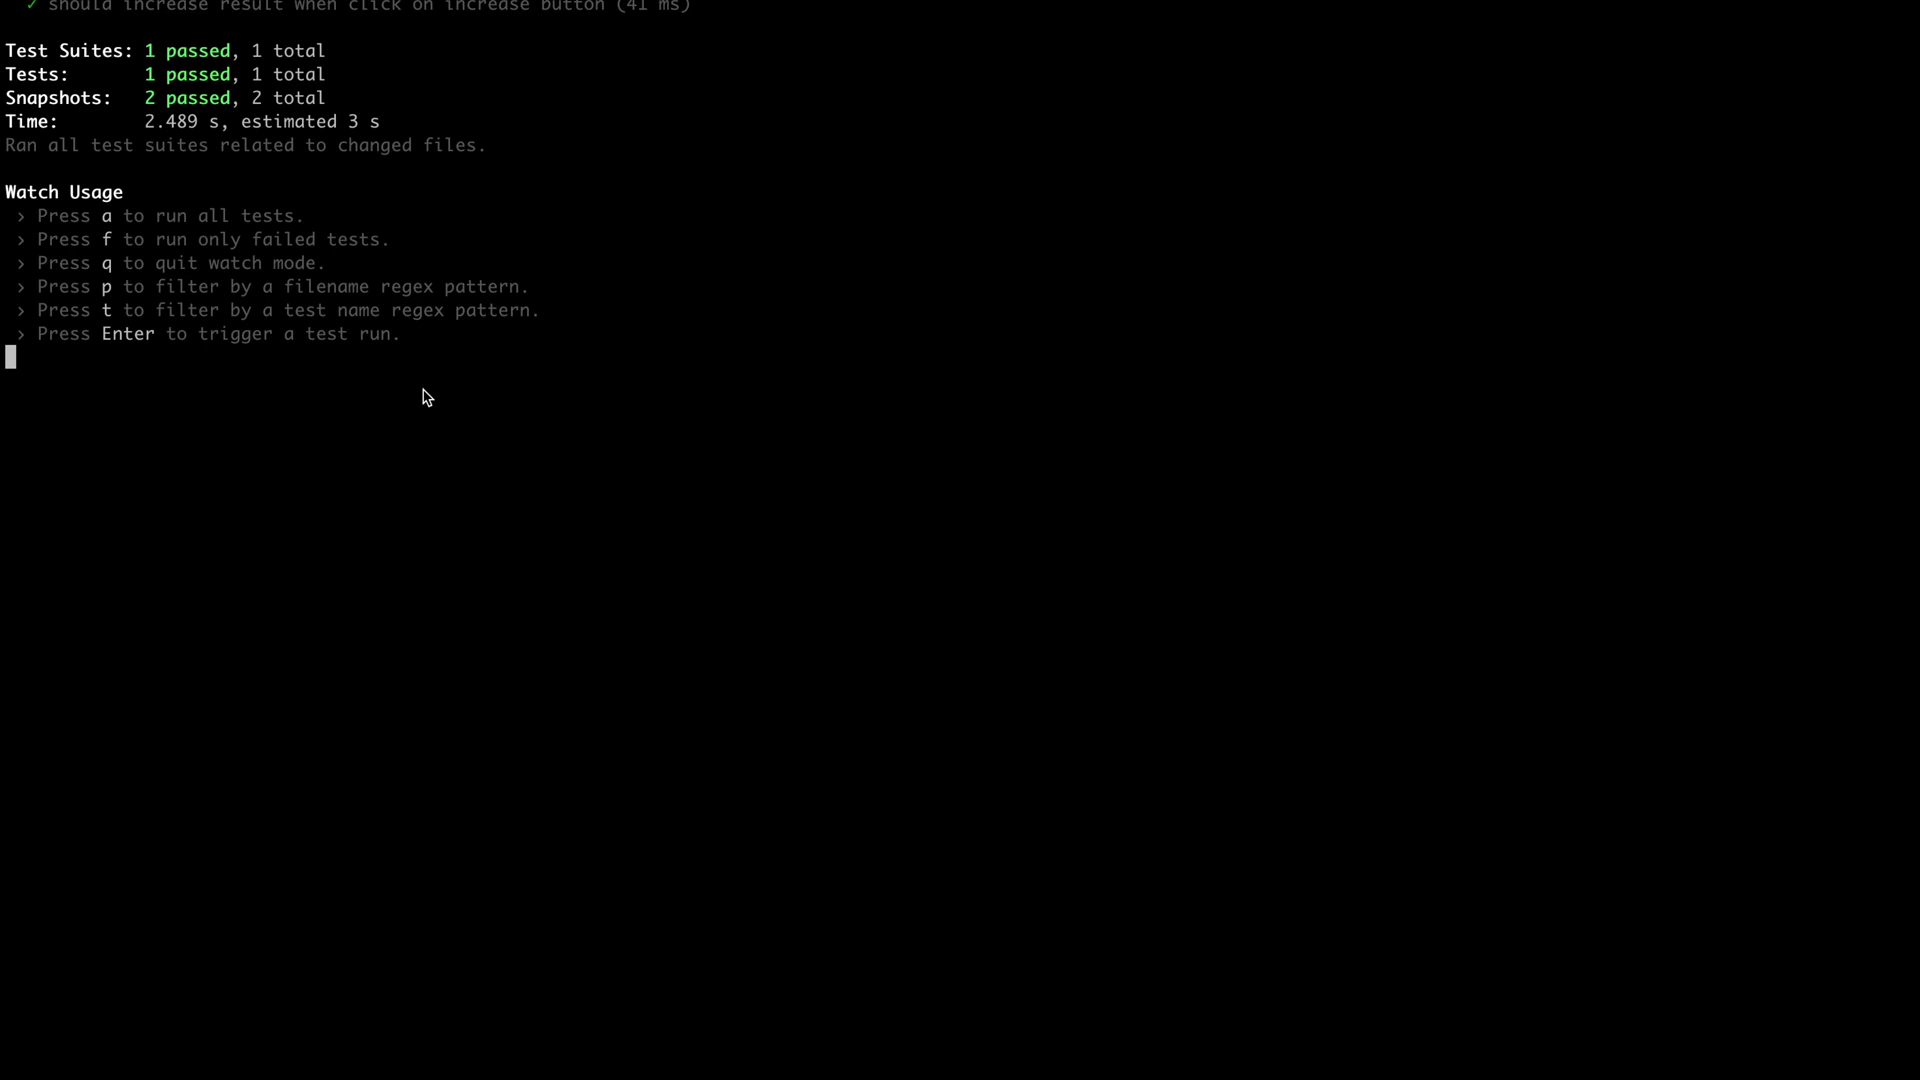 ✓ should increase result when click on increase button (41 ms)
Test Suites: 1 passed, 1 total
Tests: 1 passed, 1 total
Snapshots: 2 passed, 2 total
Time: 2.489 s, estimated 3 s
Ran all test suites related to changed files.
Watch Usage
› Press a to run all tests.
› Press f to run only failed tests.
› Press q to quit watch mode.
› Press p to filter by a filename regex pattern.
› Press t to filter by a test name regex pattern.
› Press Enter to trigger a test run.